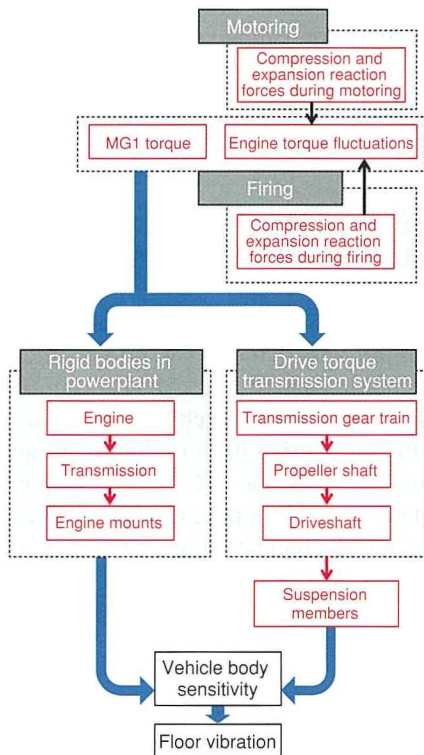 Motoring
Compression and
expansion reaction
forces during motoring
MG1 torque
Engine torque fluctuations
Firing
Compression and
expansion reaction
forces during firing
Rigid bodies in
powerplant
Engine
Transmission
Engine mounts
Drive torque
transmission system
Transmission gear train
Propeller shaft
Driveshaft
Suspension
members
Vehicle body
sensitivity
Floor vibration